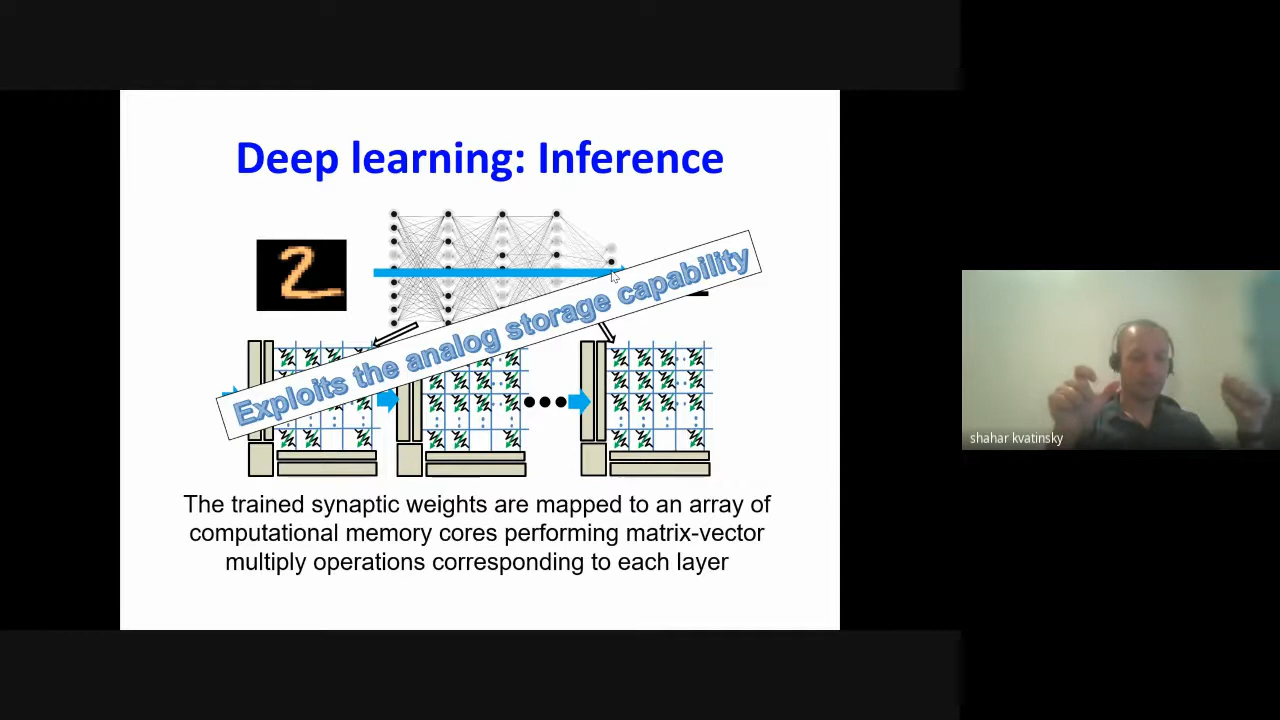 Deep learning: Inference
2
Exploits the analog storage capability
The trained synaptic weights are mapped to an array of
computational memory cores performing matrix-vector
multiply operations corresponding to each layer
shahar kvatinsky